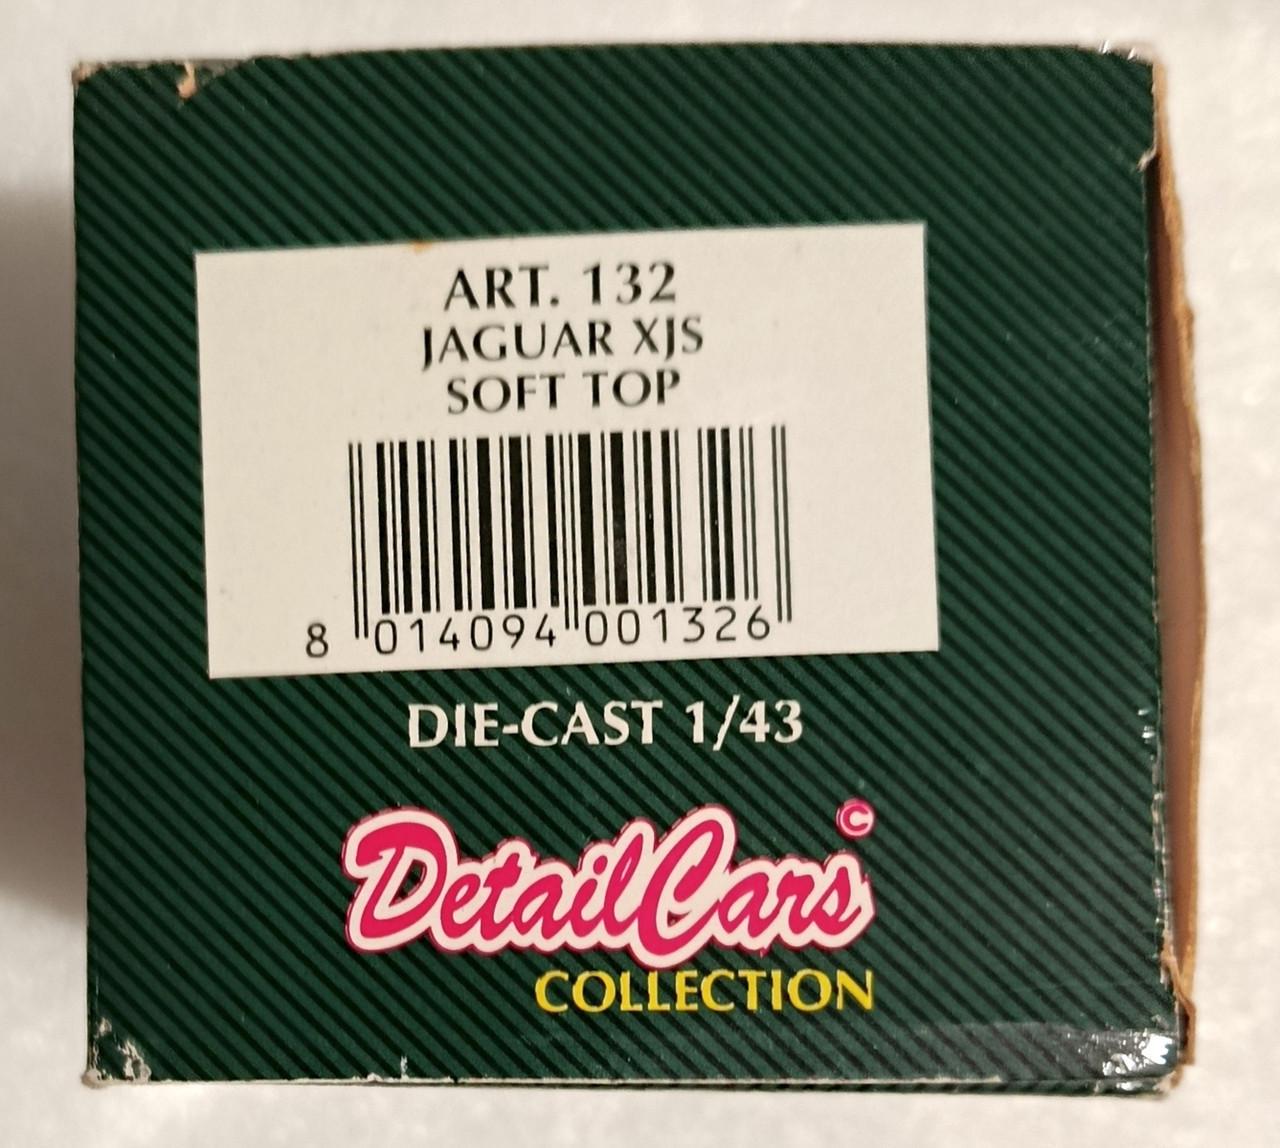 ART. 132
JAGUAR XJS
SOFT TOP
8 014094 001326
DIE-CAST 1/43
DetailCars ©
COLLECTION